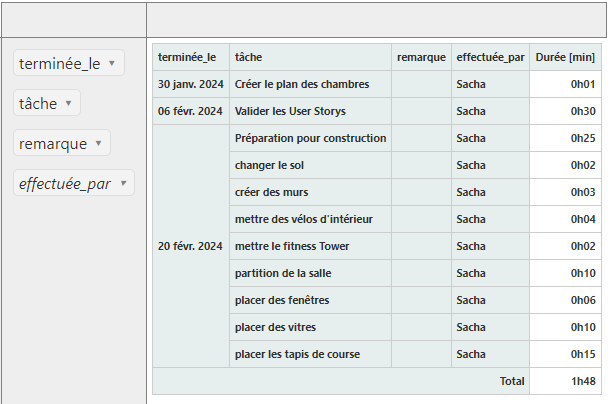 terminée_le
tâche
remarque
effectuée_par
terminée_le tâche remarque effectuée_par Durée [min]
30 janv. 2024 Créer le plan des chambres Sacha 0h01
06 févr. 2024 Valider les User Storys Sacha 0h30
Préparation pour construction Sacha 0h25
changer le sol Sacha 0h02
créer des murs Sacha 0h03
mettre des vélos d'intérieur Sacha 0h04
20 févr. 2024 mettre le fitness Tower Sacha 0h02
partition de la salle Sacha 0h10
placer des fenêtres Sacha 0h06
placer des vitres Sacha 0h10
placer les tapis de course Sacha 0h15
Total 1h48